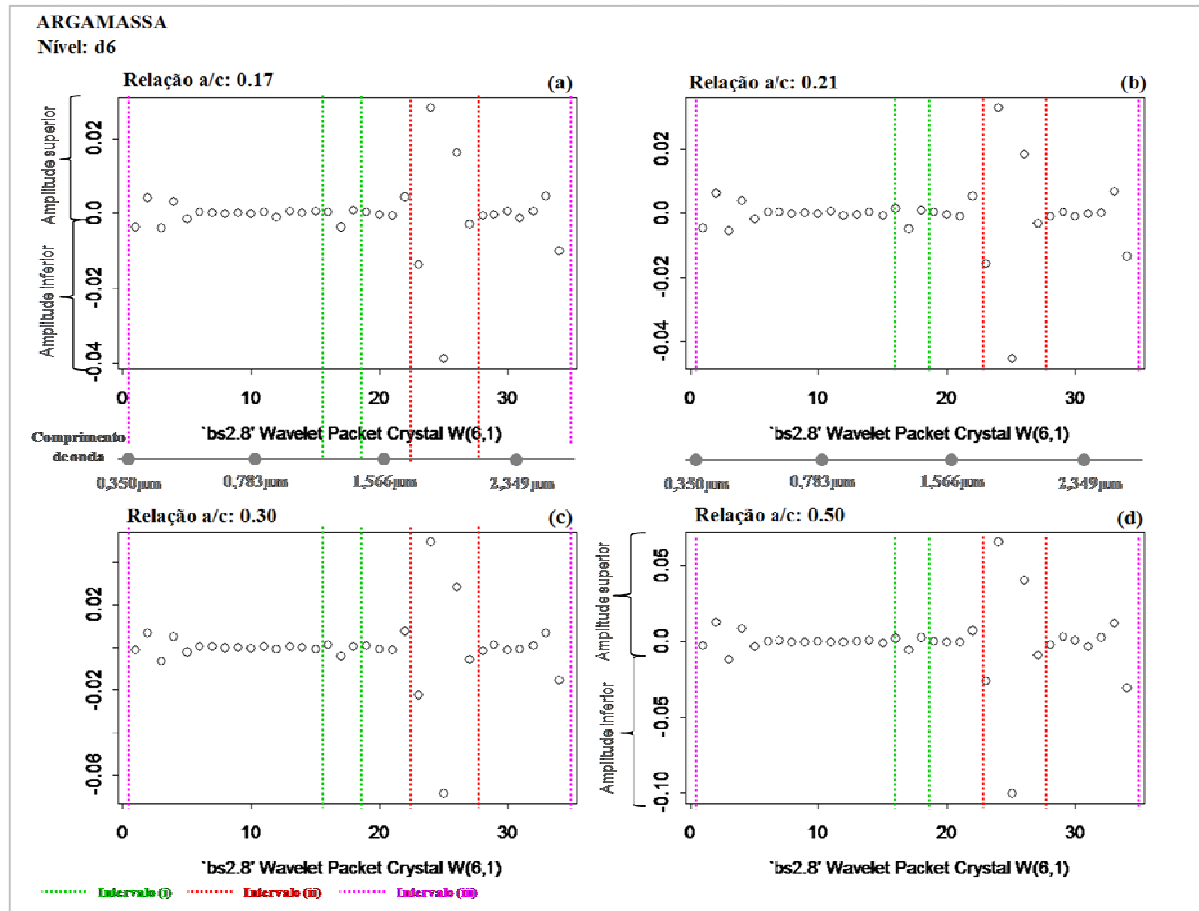 ARGAMASSA
Nível: d6
Relação a/c: 0.17
(a)
Amplitude superior
Amplitude Inferior
0.02
0.0
-0.02
-0.04
0
10
20
30
'bs2.8' Wavelet Packet Crystal W(6,1)
Relação a/c: 0.21
(b)
0.02
0.0
-0.02
-0.04
0
10
20
30
'bs2.8' Wavelet Packet Crystal W(6,1)
Comprimento
de onda
0,350μm
0,783μm
1,566μm
2,349μm
0,350μm
0,783μm
1,566μm
2,349μm
Relação a/c: 0.30
(c)
0.02
-0.02
-0.06
0
10
20
30
'bs2.8' Wavelet Packet Crystal W(6,1)
Relação a/c: 0.50
(d)
Amplitude superior
Amplitude Inferior
0.05
0.0
-0.05
-0.10
0
10
20
30
'bs2.8' Wavelet Packet Crystal W(6,1)
Intervalo (i)
Intervalo (ii)
Intervalo (iii)